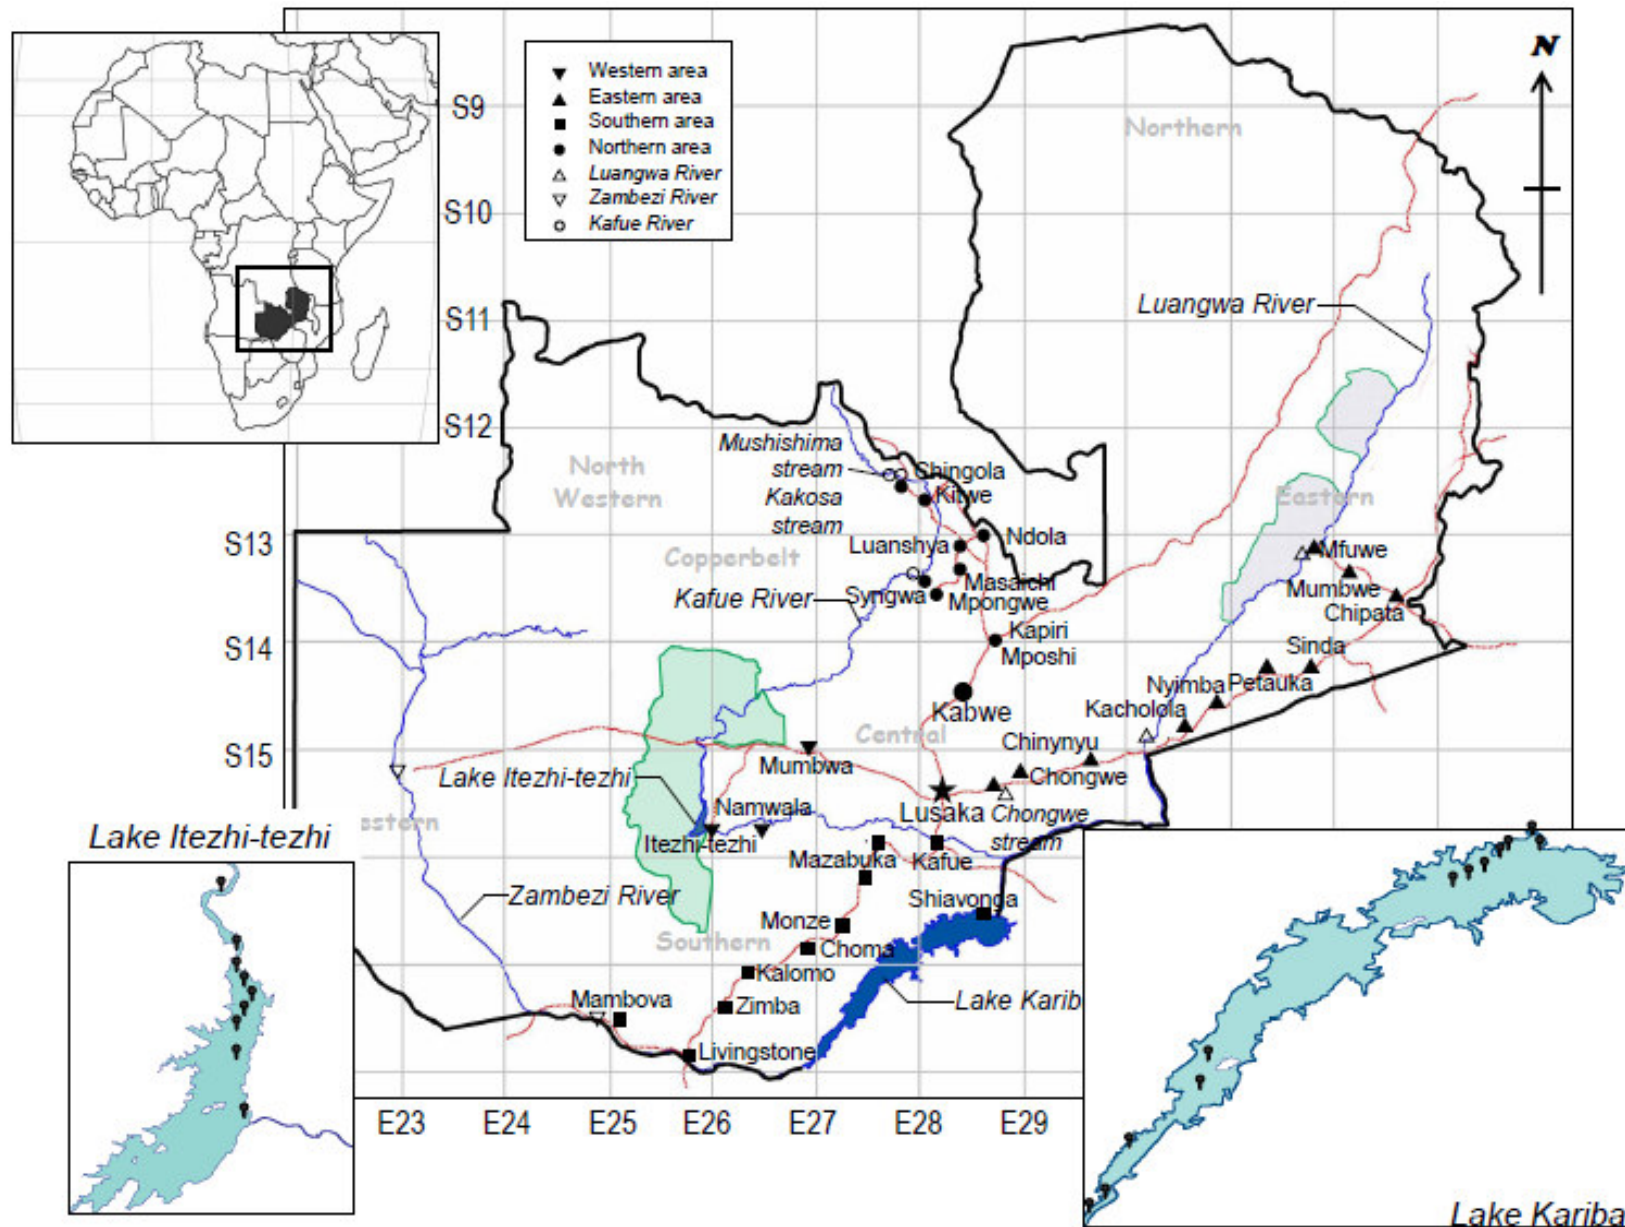 N
Western area
Eastern area
Southern area
Northern area
Luangwa River
Zambezi River
Kafue River
S9
S10
S11
S12
S13
S14
S15
Northern
Luangwa River
Mushishima
stream
Kakosa
stream
North
Western
Chingola
Kitwe
Eastern
Ndola
Luanshya
Copperbelt
Mfuwe
Masaichi
Mumbwe
Kafue River
Syngwa
Mpongwe
Chipata
Kapiri
Mposhi
Sinda
Nyimba
Petauka
Kacholola
Kabwe
Central
Chinynyu
Mumbwa
Chongwe
Lake Itezhi-tezhi
Namwala
Lusaka
Chongwe
stream
estern
Itezhi-tezhi
Mazabuka
Kafue
Zambezi River
Shiavonga
Monze
Southern
Choma
Kalomo
Lake Karib
Mambova
Zimba
Livingstone
E23
E24
E25
E26
E27
E28
E29
Lake Itezhi-tezhi
Lake Kariba